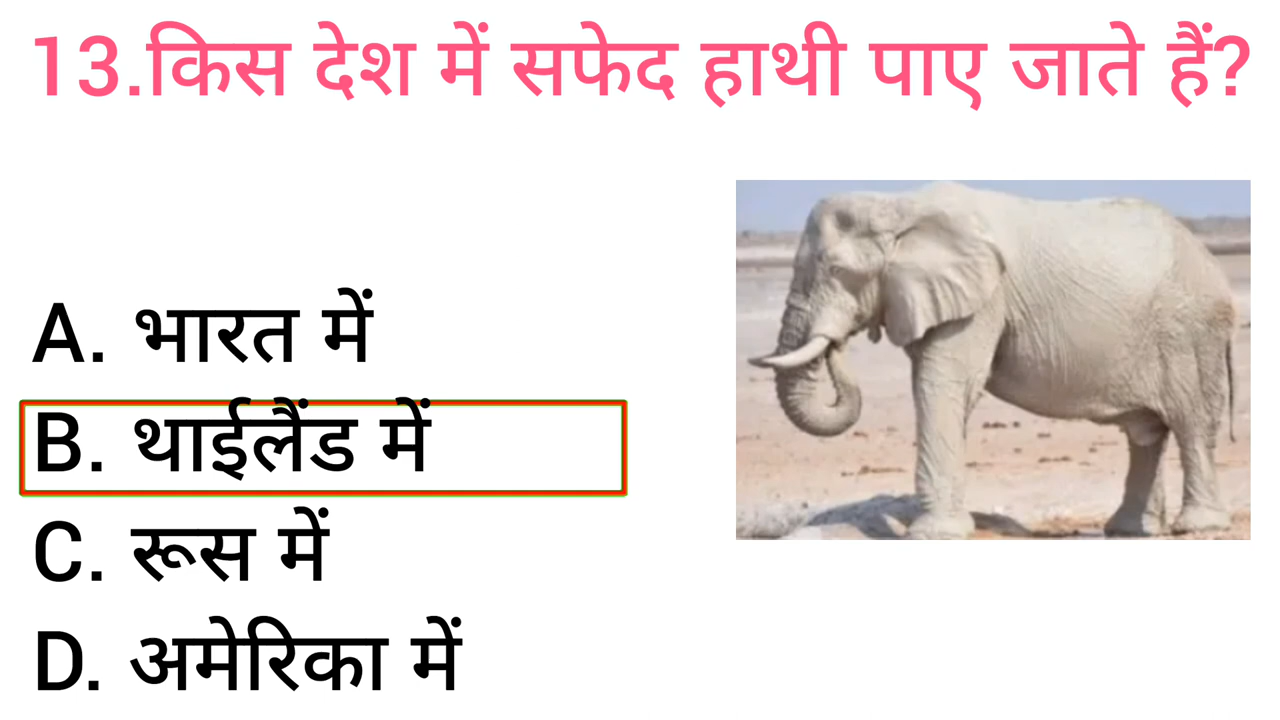 13.किस देश में सफेद हाथी पाए जाते हैं?
A. भारत में
B. थाईलैंड में
C. रूस में
D. अमेरिका में